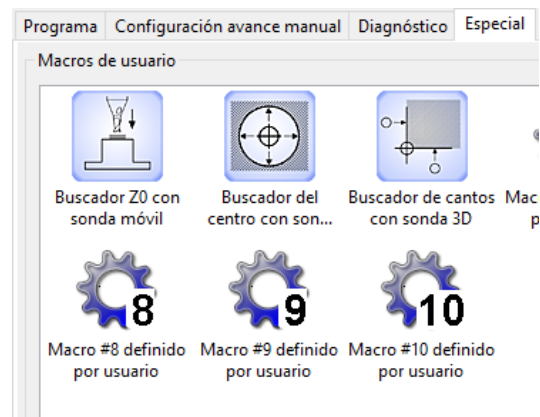 Programa Configuración avance manual Diagnóstico Especial
Macros de usuario
Buscador Z0 con
sonda móvil
Buscador del
centro con son...
Buscador de cantos
con sonda 3D
8
9
10
Macro #8 definido
por usuario
Macro #9 definido
por usuario
Macro #10 definido
por usuario